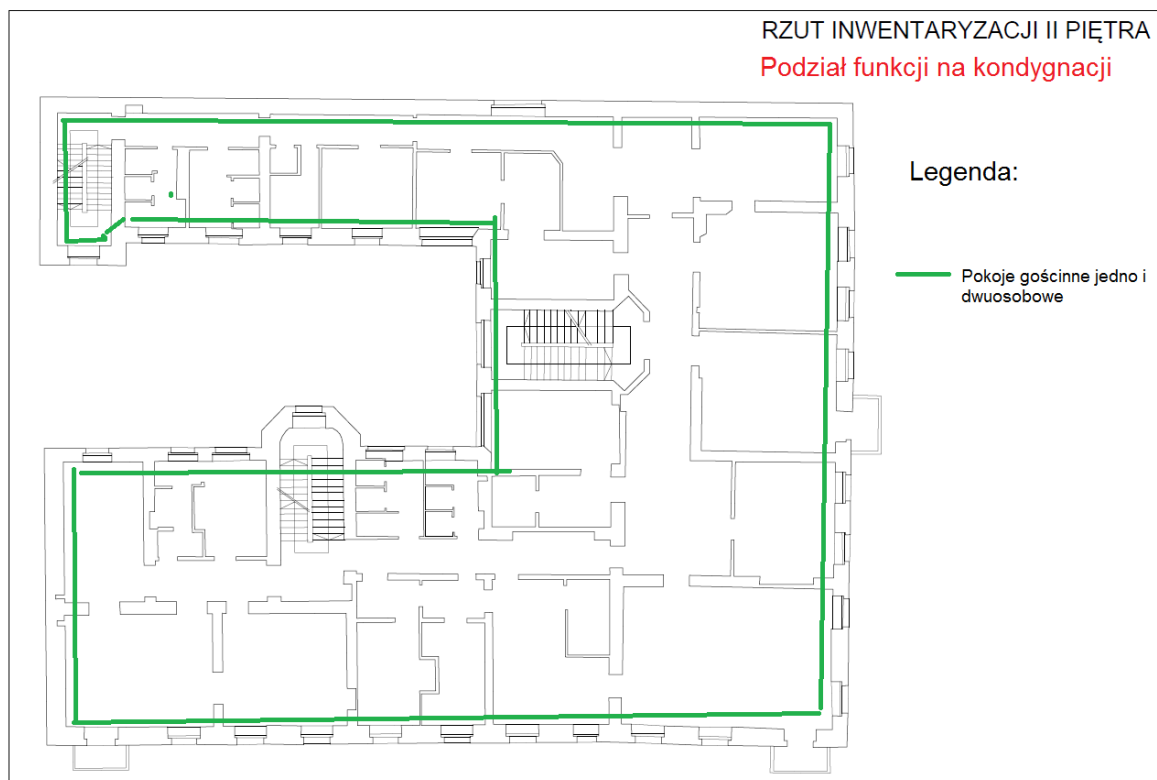 RZUT INWENTARYZACJI II PIĘTRA
Podział funkcji na kondygnacji
Legenda:
Pokoje gościnne jedno i
dwuosobowe